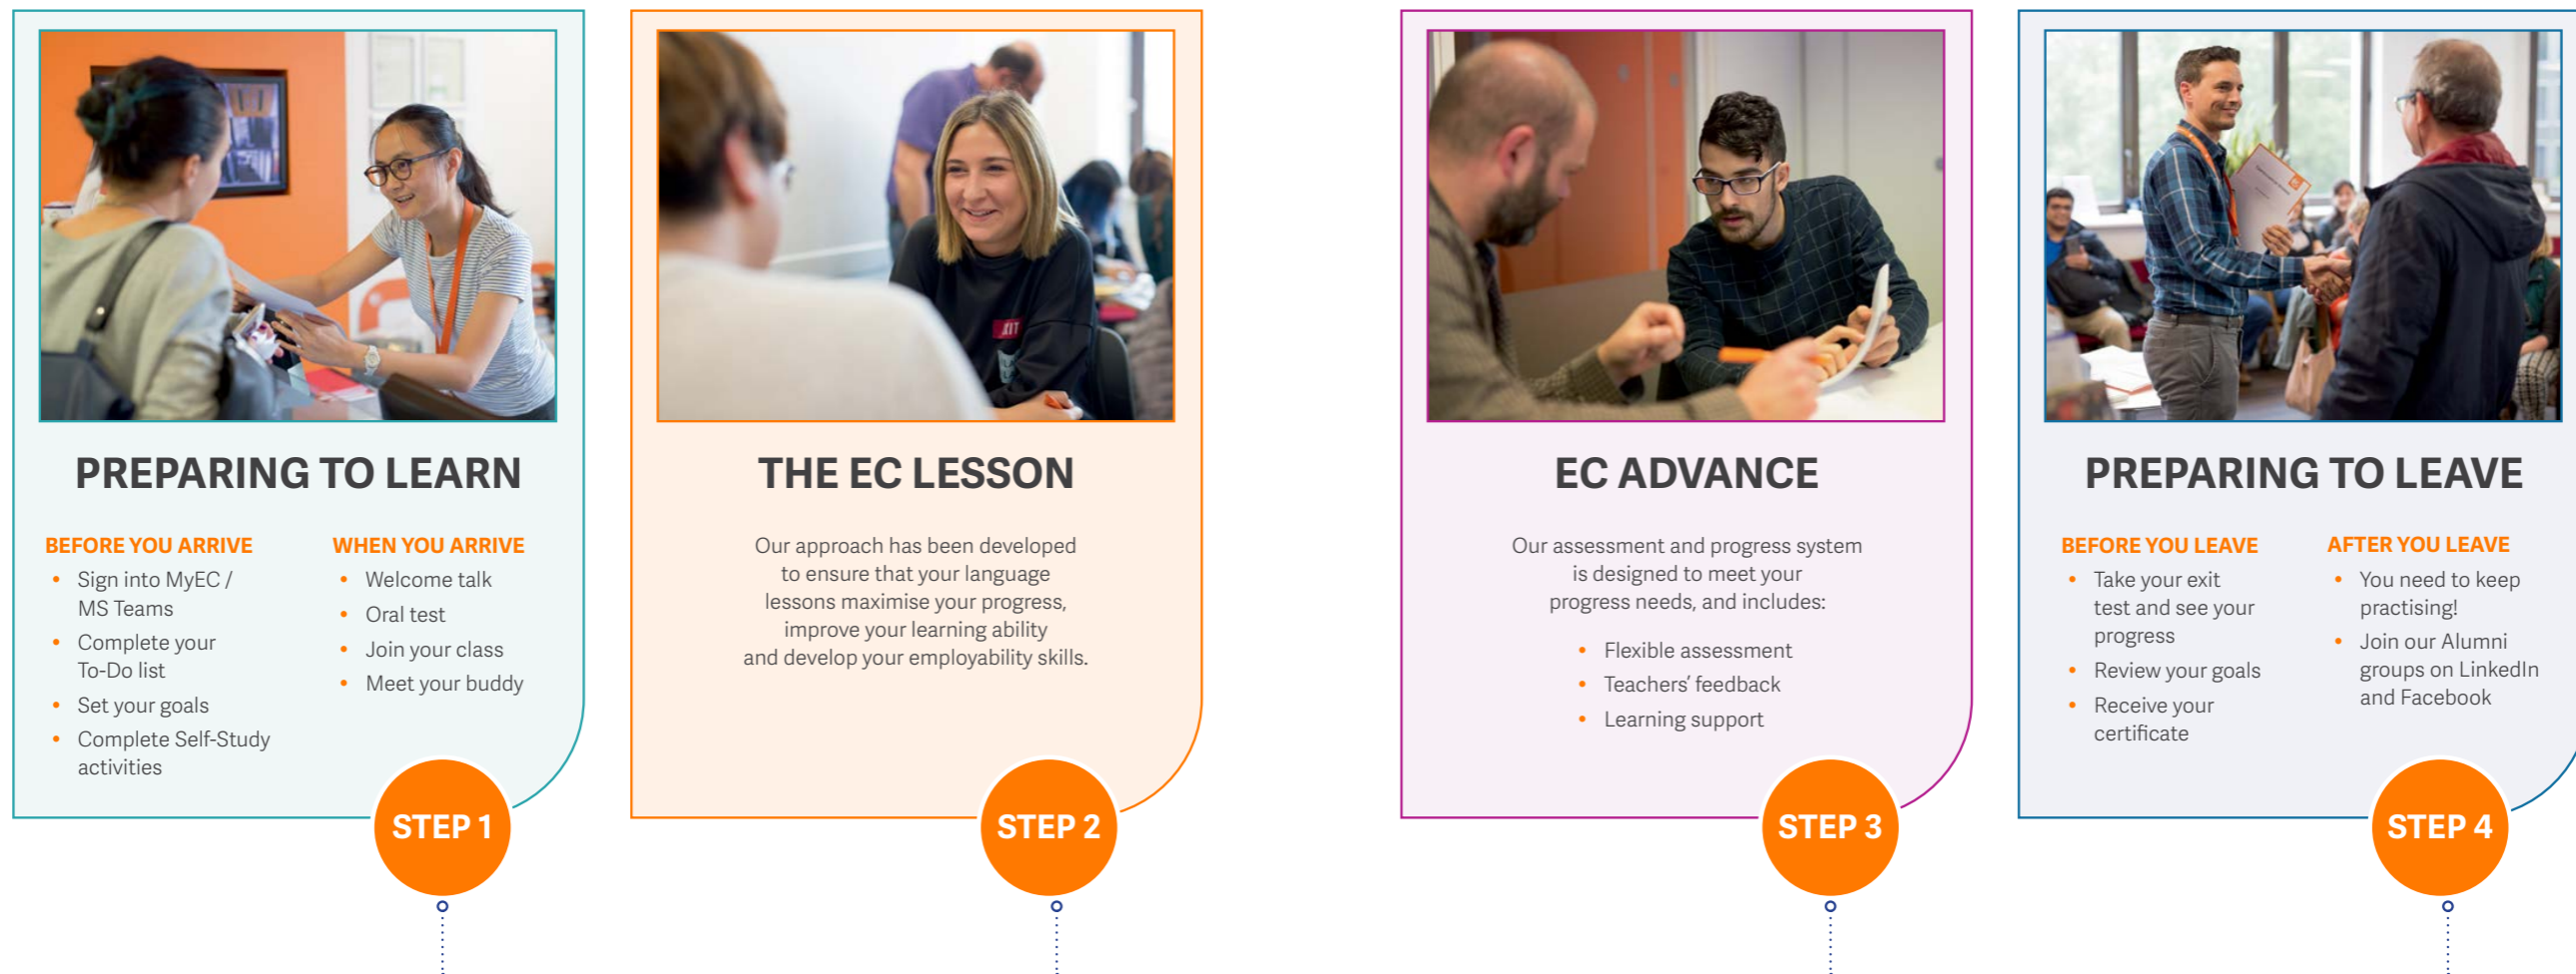 PREPARING TO LEARN
BEFORE YOU ARRIVE
• Sign into MyEC /
MS Teams
• Complete your
To-Do list
• Set your goals
• Complete Self-Study
activities
WHEN YOU ARRIVE
• Welcome talk
• Oral test
• Join your class
• Meet your buddy
STEP 1
THE EC LESSON
Our approach has been developed
to ensure that your language
lessons maximise your progress,
improve your learning ability
and develop your employability skills.
STEP 2
EC ADVANCE
Our assessment and progress system
is designed to meet your
progress needs, and includes:
• Flexible assessment
• Teachers' feedback
• Learning support
STEP 3
PREPARING TO LEAVE
BEFORE YOU LEAVE
• Take your exit
test and see your
progress
• Review your goals
• Receive your
certificate
AFTER YOU LEAVE
• You need to keep
practising!
• Join our Alumni
groups on LinkedIn
and Facebook
STEP 4